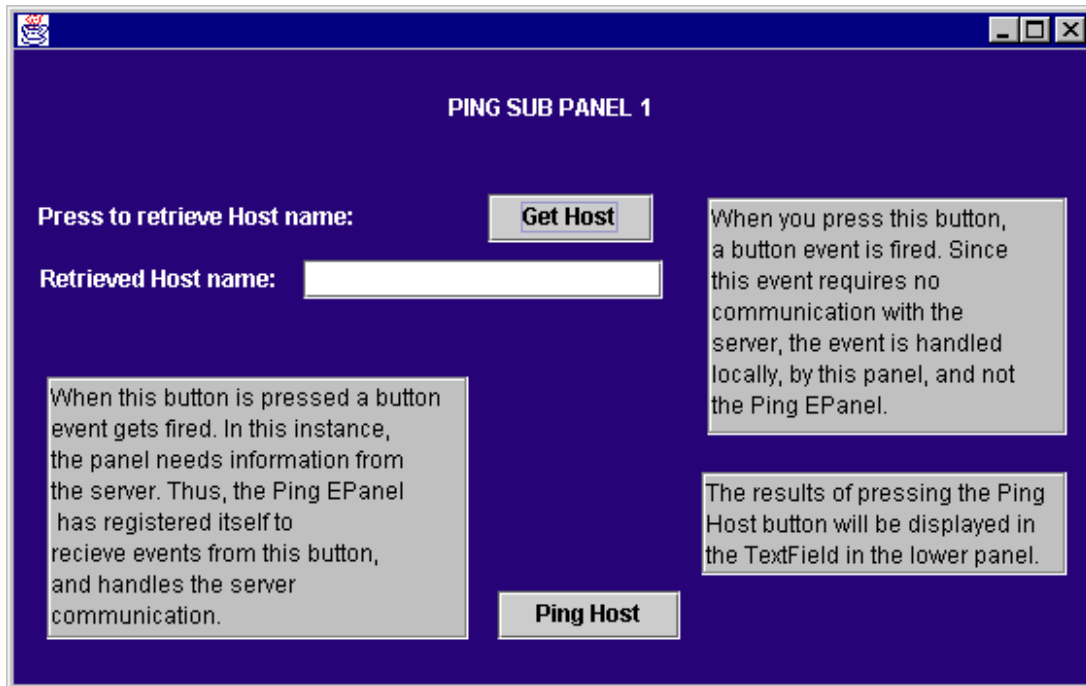 PING SUB PANEL 1
Press to retrieve Host name:
Get Host
Retrieved Host name:
When you press this button,
a button event is fired. Since
this event requires no
communication with the
server, the event is handled
locally, by this panel, and not
the Ping EPanel.
When this button is pressed a button
event gets fired. In this instance,
the panel needs information from
the server. Thus, the Ping EPanel
has registered itself to
recieve events from this button,
and handles the server
communication.
The results of pressing the Ping
Host button will be displayed in
the TextField in the lower panel.
Ping Host